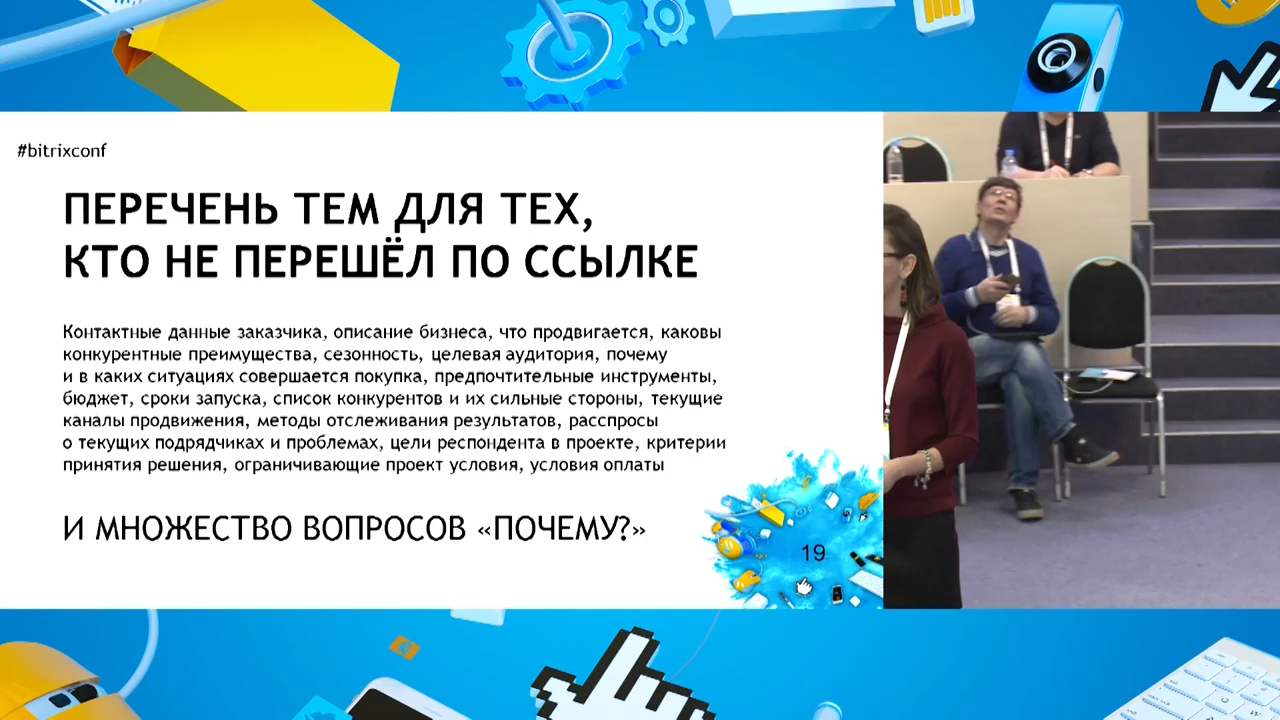 #bitrixconf
ПЕРЕЧЕНЬ ТЕМ ДЛЯ ТЕХ,
КТО НЕ ПЕРЕШЁЛ ПО ССЫЛКЕ
Контактные данные заказчика, описание бизнеса, что продвигается, каковы
конкурентные преимущества, сезонность, целевая аудитория, почему
и в каких ситуациях совершается покупка, предпочтительные инструменты,
бюджет, сроки запуска, список конкурентов и их сильные стороны, текущие
каналы продвижения, методы отслеживания результатов, расспросы
о текущих подрядчиках и проблемах, цели респондента в проекте, критерии
принятия решения, ограничивающие проект условия, условия оплаты
И МНОЖЕСТВО ВОПРОСОВ «ПОЧЕМУ?»
19